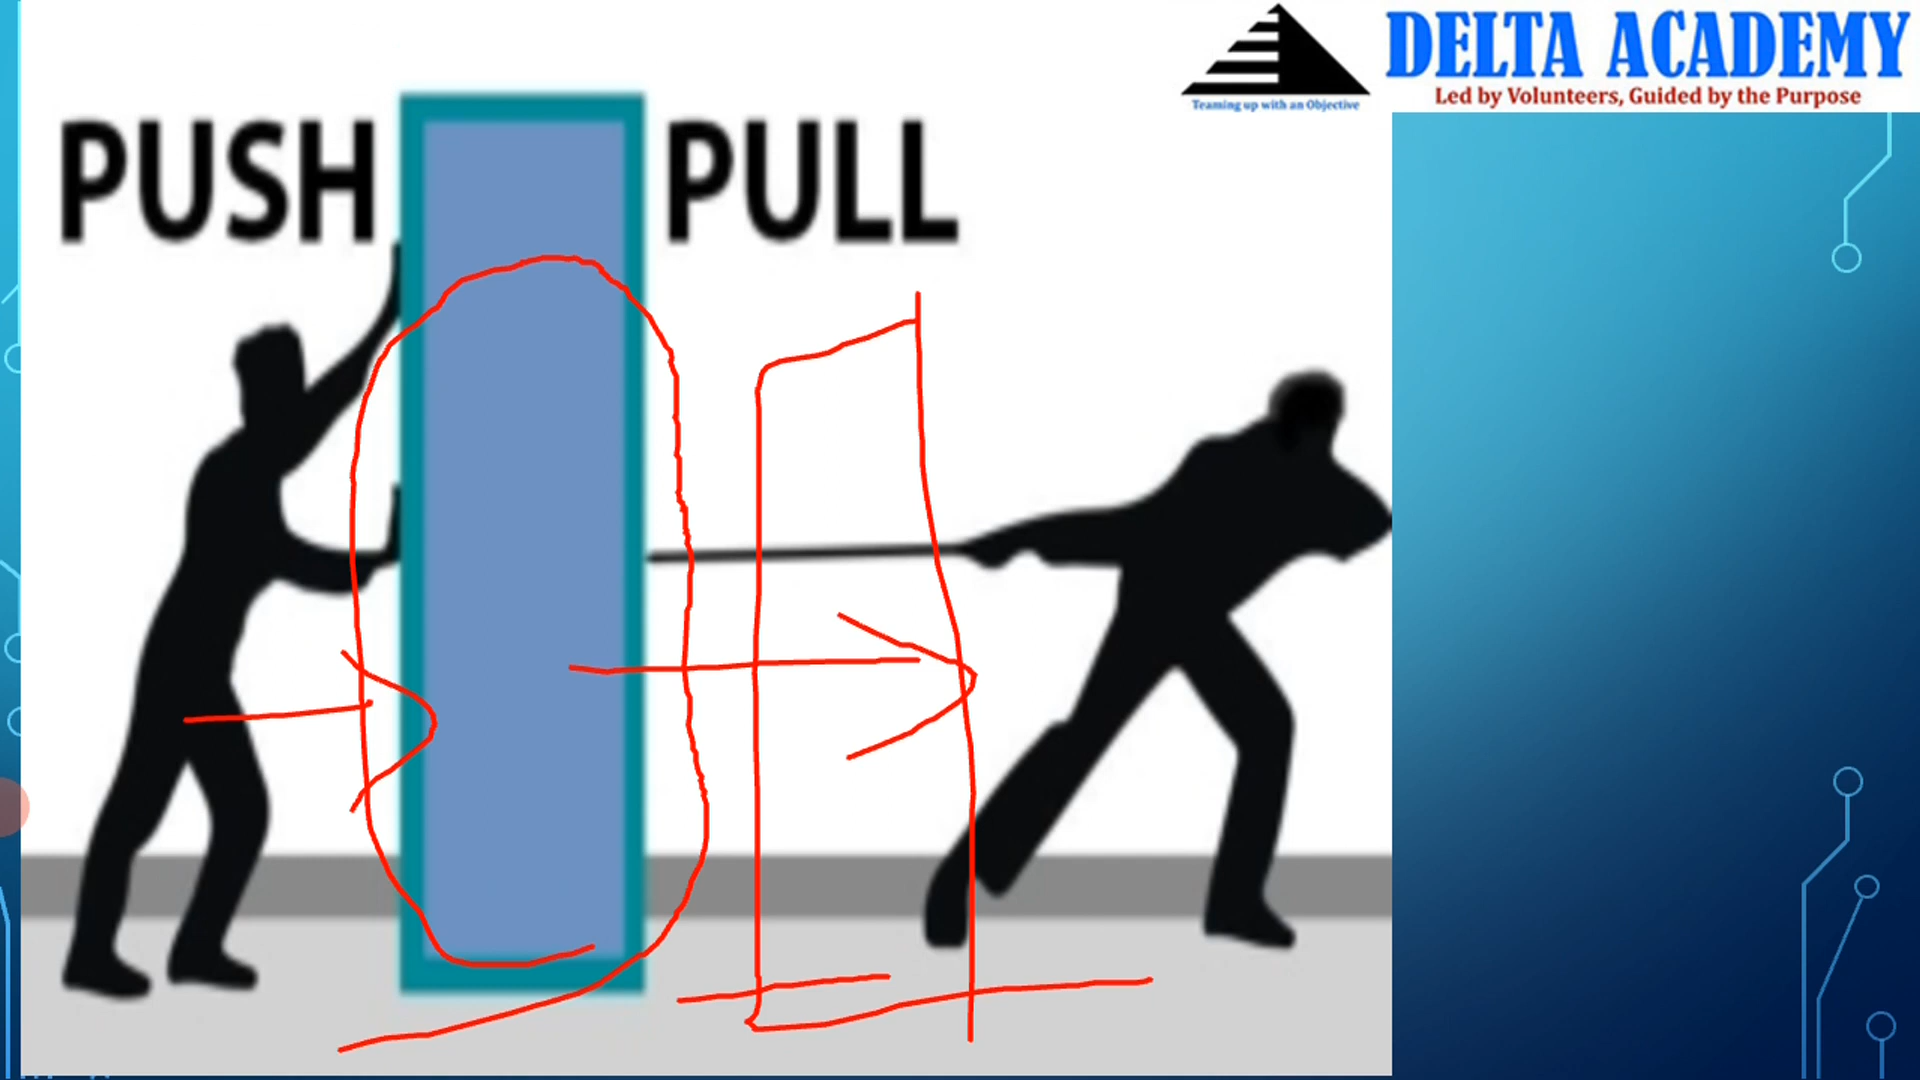 Teaming up with an Objective
DELTA ACADEMY
Led by Volunteers, Guided by the Purpose
PUSH
PULL